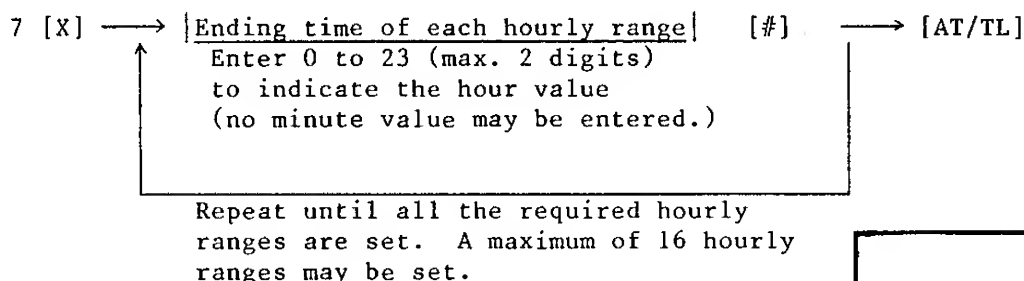 7 [X] ⟶ |Ending time of each hourly range| [#] ⟶ [AT/TL]
Enter 0 to 23 (max. 2 digits)
to indicate the hour value
(no minute value may be entered.)
Repeat until all the required hourly
ranges are set. A maximum of 16 hourly
ranges may be set.